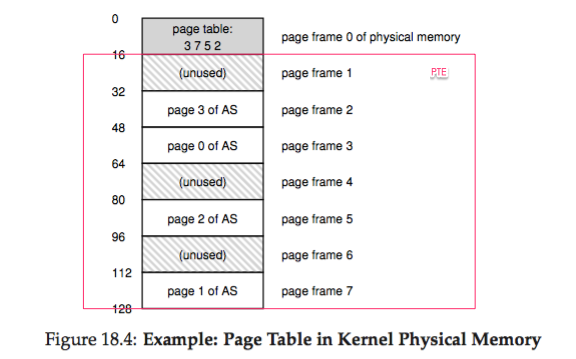 0
page table:
3 7 5 2
page frame 0 of physical memory
16
(unused)
page frame 1
PTE
32
page 3 of AS
page frame 2
48
page 0 of AS
page frame 3
64
(unused)
page frame 4
80
page 2 of AS
page frame 5
96
(unused)
page frame 6
112
page 1 of AS
page frame 7
128
Figure 18.4: Example: Page Table in Kernel Physical Memory